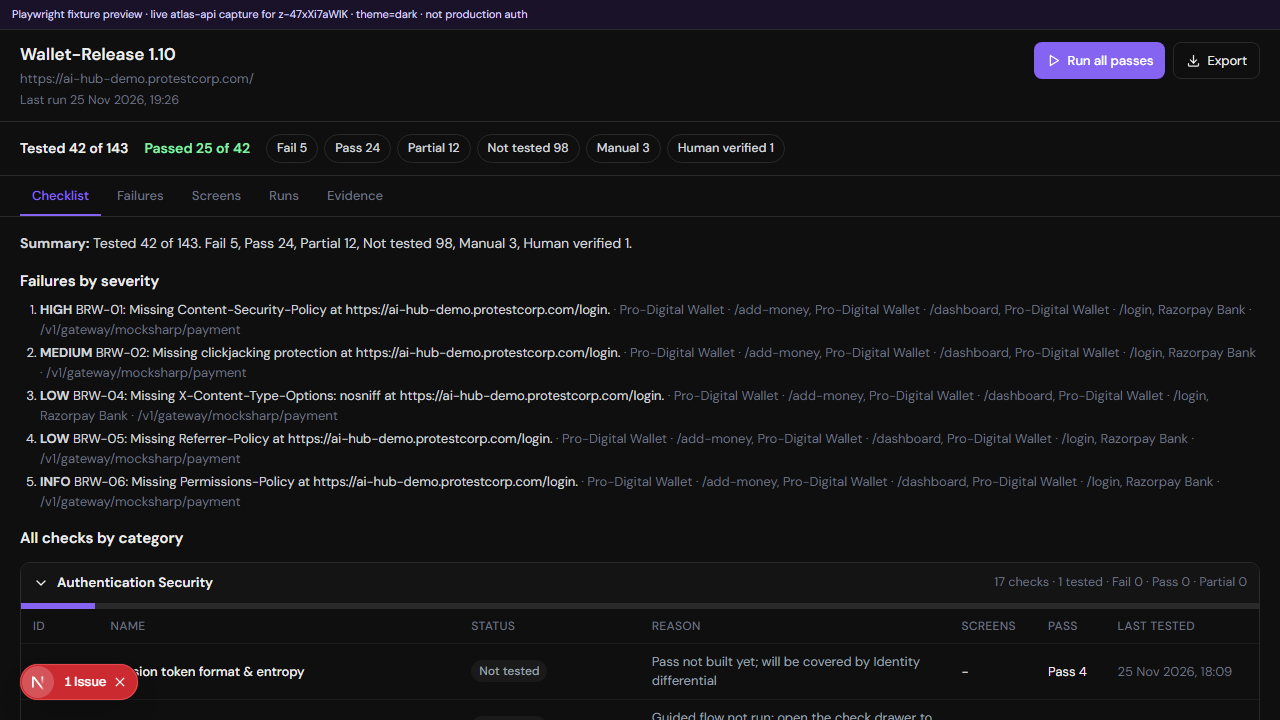 Playwright fixture preview · live atlas-api capture for z-47xXi7aWIK · theme=dark · not production auth
Wallet-Release 1.10
https://ai-hub-demo.protestcorp.com/
Last run 25 Nov 2026, 19:26
Run all passes
Export
Tested 42 of 143 Passed 25 of 42 Fail 5 Pass 24 Partial 12 Not tested 98 Manual 3 Human verified 1
Checklist Failures Screens Runs Evidence
Summary: Tested 42 of 143. Fail 5, Pass 24, Partial 12, Not tested 98, Manual 3, Human verified 1.
Failures by severity
1. HIGH BRW-01: Missing Content-Security-Policy at https://ai-hub-demo.protestcorp.com/login. · Pro-Digital Wallet · /add-money, Pro-Digital Wallet · /dashboard, Pro-Digital Wallet · /login, Razorpay Bank ·
/v1/gateway/mocksharp/payment
2. MEDIUM BRW-02: Missing clickjacking protection at https://ai-hub-demo.protestcorp.com/login. · Pro-Digital Wallet · /add-money, Pro-Digital Wallet · /dashboard, Pro-Digital Wallet · /login, Razorpay Bank
· /v1/gateway/mocksharp/payment
3. LOW BRW-04: Missing X-Content-Type-Options: nosniff at https://ai-hub-demo.protestcorp.com/login. · Pro-Digital Wallet · /add-money, Pro-Digital Wallet · /dashboard, Pro-Digital Wallet · /login,
Razorpay Bank · /v1/gateway/mocksharp/payment
4. LOW BRW-05: Missing Referrer-Policy at https://ai-hub-demo.protestcorp.com/login. · Pro-Digital Wallet · /add-money, Pro-Digital Wallet · /dashboard, Pro-Digital Wallet · /login, Razorpay Bank ·
/v1/gateway/mocksharp/payment
5. INFO BRW-06: Missing Permissions-Policy at https://ai-hub-demo.protestcorp.com/login. · Pro-Digital Wallet · /add-money, Pro-Digital Wallet · /dashboard, Pro-Digital Wallet · /login, Razorpay Bank ·
/v1/gateway/mocksharp/payment
All checks by category
Authentication Security 17 checks · 1 tested · Fail 0 · Pass 0 · Partial 0
ID NAME STATUS REASON SCREENS PASS LAST TESTED
sion token format & entropy Not tested Pass not built yet; will be covered by Identity
differential
– Pass 4 25 Nov 2026, 18:09
N 1 Issue
Guided flow not run; open the check drawer to